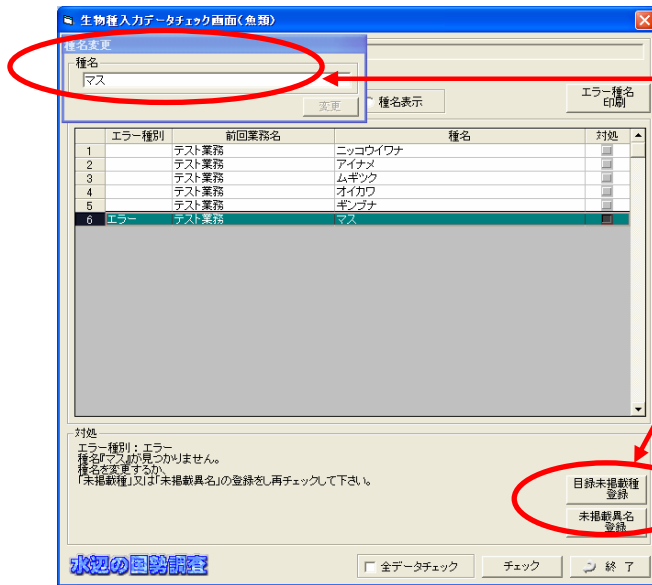 生物種入力データチェック画面(魚類)
種名変更
種名
マス
変更
種名表示
エラー種名
印刷
エラー種別 前回業務名 種名 対処
1 テスト業務 ニッコウイワナ
2 テスト業務 アイナメ
3 テスト業務 ムギツク
4 テスト業務 オイカワ
5 テスト業務 ギンブナ
6 エラー テスト業務 マス
対処
エラー種別:エラー
種名『マス』が見つかりません。
種名を変更するか、
「未掲載種」又は「未掲載異名」の登録をし再チェックして下さい。
目録未掲載種
登録
未掲載異名
登録
水辺の国勢調査
全データチェック
チェック
終 了